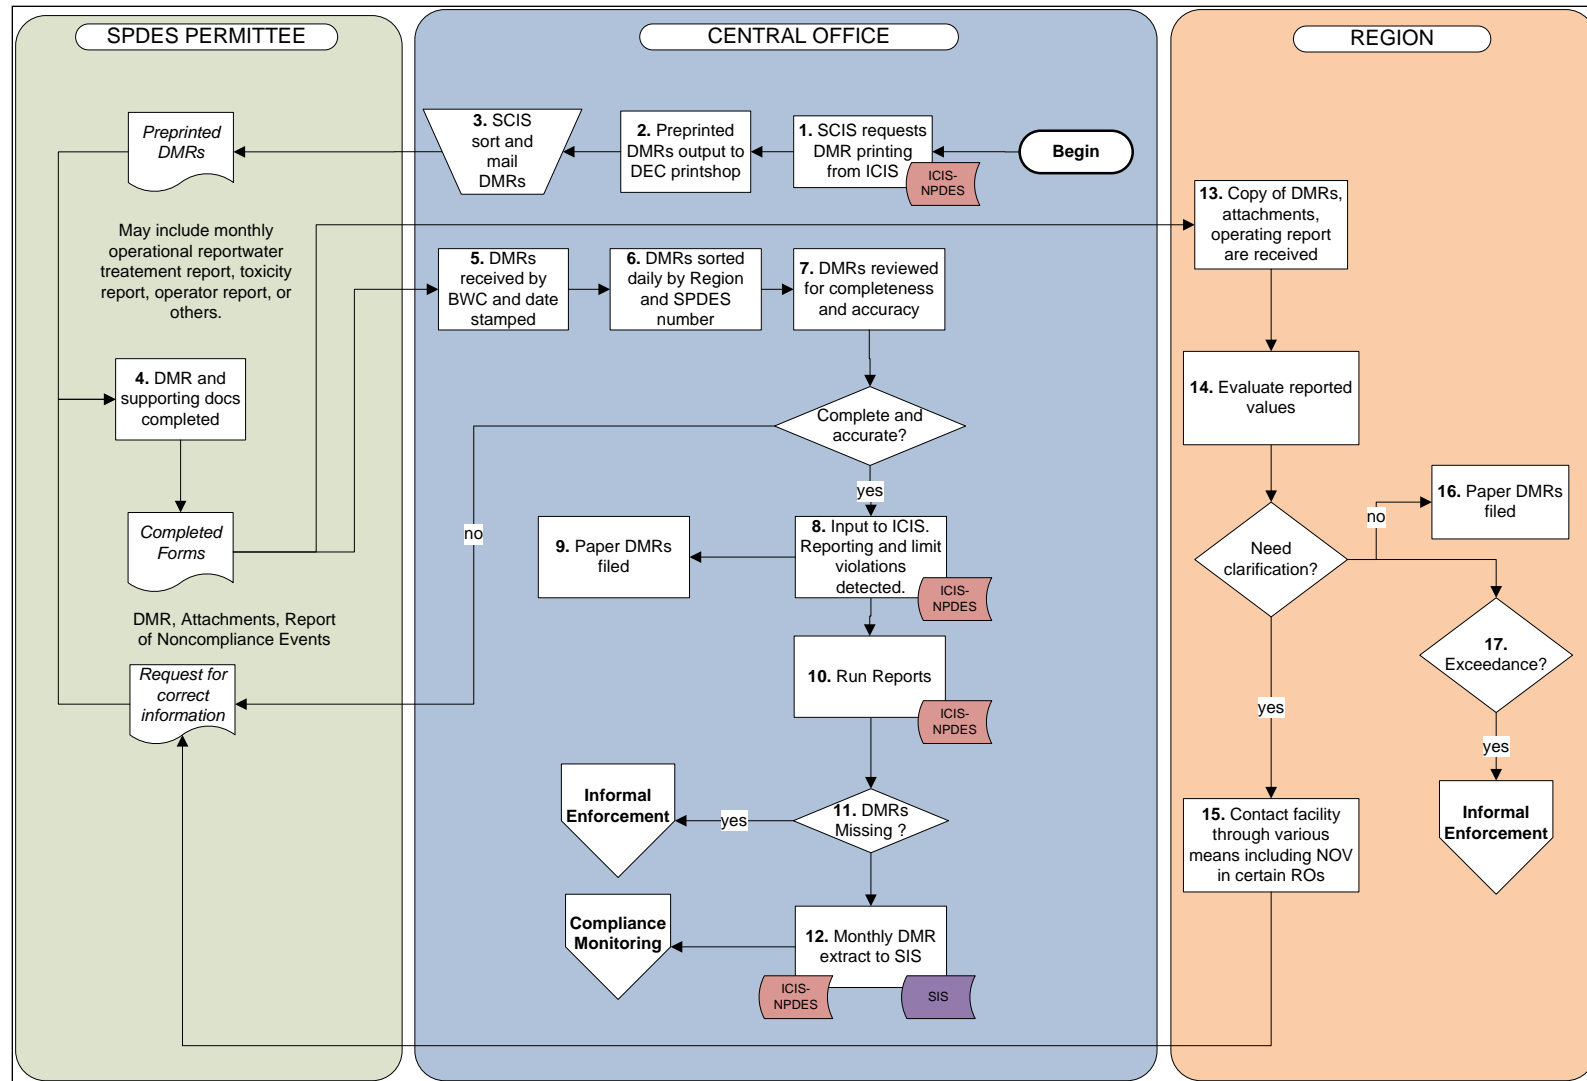 SPDES PERMITTEE
CENTRAL OFFICE
REGION
Preprinted
DMRs
3. SCIS
sort and
mail
DMRs
2. Preprinted
DMRs output to
DEC printshop
1. SCIS requests
DMR printing
from ICIS
ICIS-
NPDES
Begin
May include monthly
operational reportwater
treatement report, toxicity
report, operator report, or
others.
4. DMR and
supporting docs
completed
Completed
Forms
DMR, Attachments, Report
of Noncompliance Events
Request for
correct
information
5. DMRs
received by
BWC and date
stamped
6. DMRs sorted
daily by Region
and SPDES
number
7. DMRs reviewed
for completeness
and accuracy
Complete and
accurate?
no
yes
8. Input to ICIS.
Reporting and limit
violations
detected.
ICIS-
NPDES
9. Paper DMRs
filed
10. Run Reports
ICIS-
NPDES
11. DMRs
Missing ?
yes
Informal
Enforcement
12. Monthly DMR
extract to SIS
ICIS-
NPDES
SIS
Compliance
Monitoring
13. Copy of DMRs,
attachments,
operating report
are received
14. Evaluate reported
values
Need
clarification?
no
16. Paper DMRs
filed
yes
15. Contact facility
through various
means including NOV
in certain ROs
17.
Exceedance?
yes
Informal
Enforcement